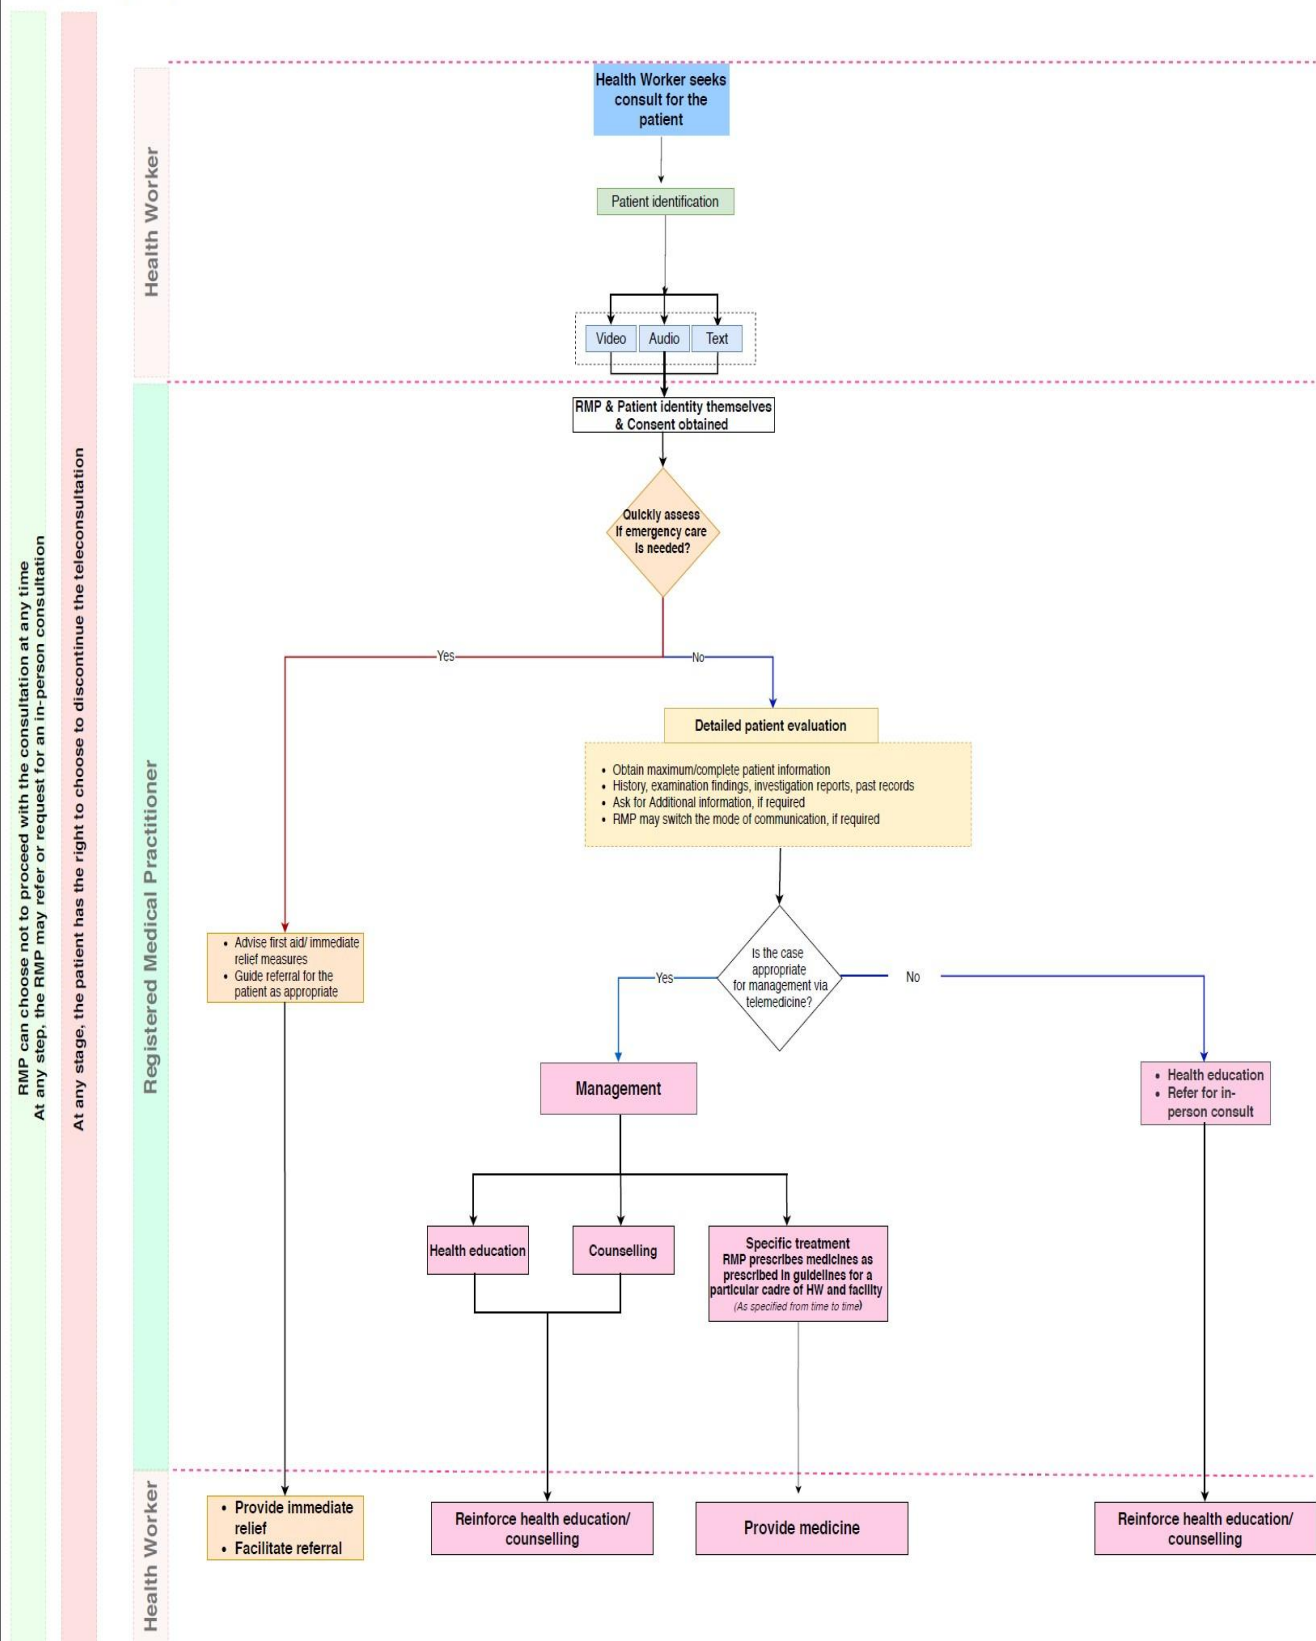 RMP can choose not to proceed with the consultation at any time
At any step, the RMP may refer or request for an in-person consultation
At any stage, the patient has the right to choose to discontinue the teleconsultation
Health Worker
Health Worker seeks
consult for the
patient
Patient identification
Video
Audio
Text
Registered Medical Practitioner
RMP & Patient identity themselves
& Consent obtained
Quickly assess
If emergency care
Is needed?
Yes
No
Detailed patient evaluation
• Obtain maximum/complete patient information
• History, examination findings, investigation reports, past records
• Ask for Additional information, if required
• RMP may switch the mode of communication, if required
• Advise first aid/ immediate
relief measures
• Guide referral for the
patient as appropriate
Is the case
appropriate
for management via
telemedicine?
Yes
No
Management
• Health education
• Refer for in-
person consult
Health education
Counselling
Specific treatment
RMP prescribes medicines as
prescribed in guidelines for a
particular cadre of HW and facility
(As specified from time to time)
Health Worker
• Provide immediate
relief
• Facilitate referral
Reinforce health education/
counselling
Provide medicine
Reinforce health education/
counselling